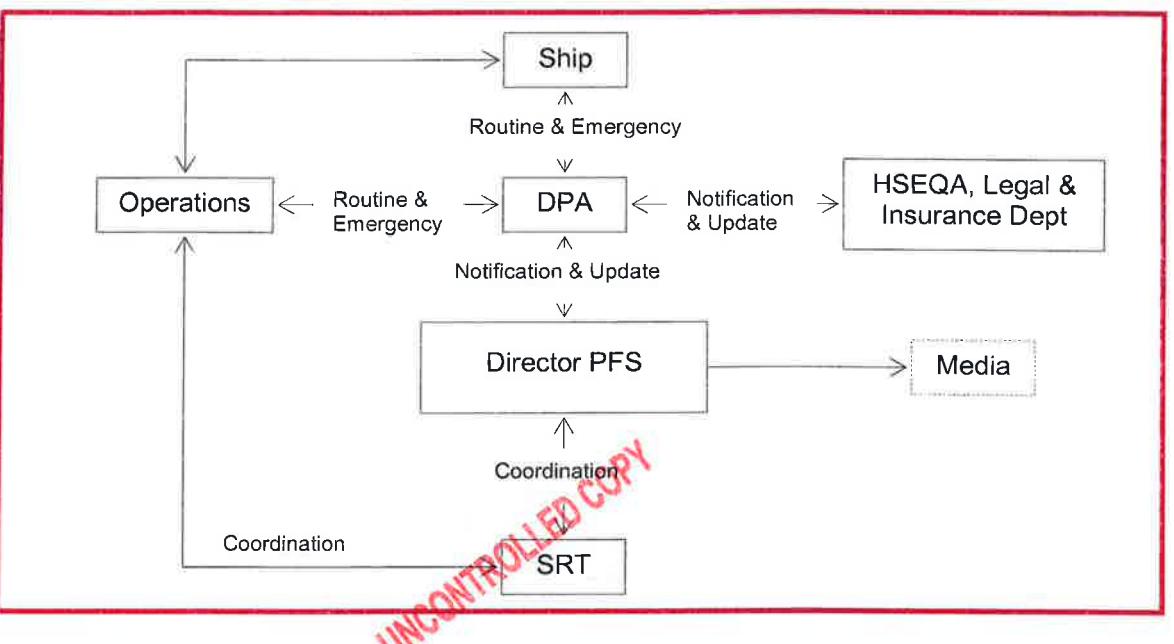 Ship
Routine & Emergency
Operations
Routine &
Emergency
DPA
Notification
& Update
HSEQA, Legal &
Insurance Dept
Notification & Update
Director PFS
Media
Coordination
Coordination
SRT
UNCONTROLLED COPY